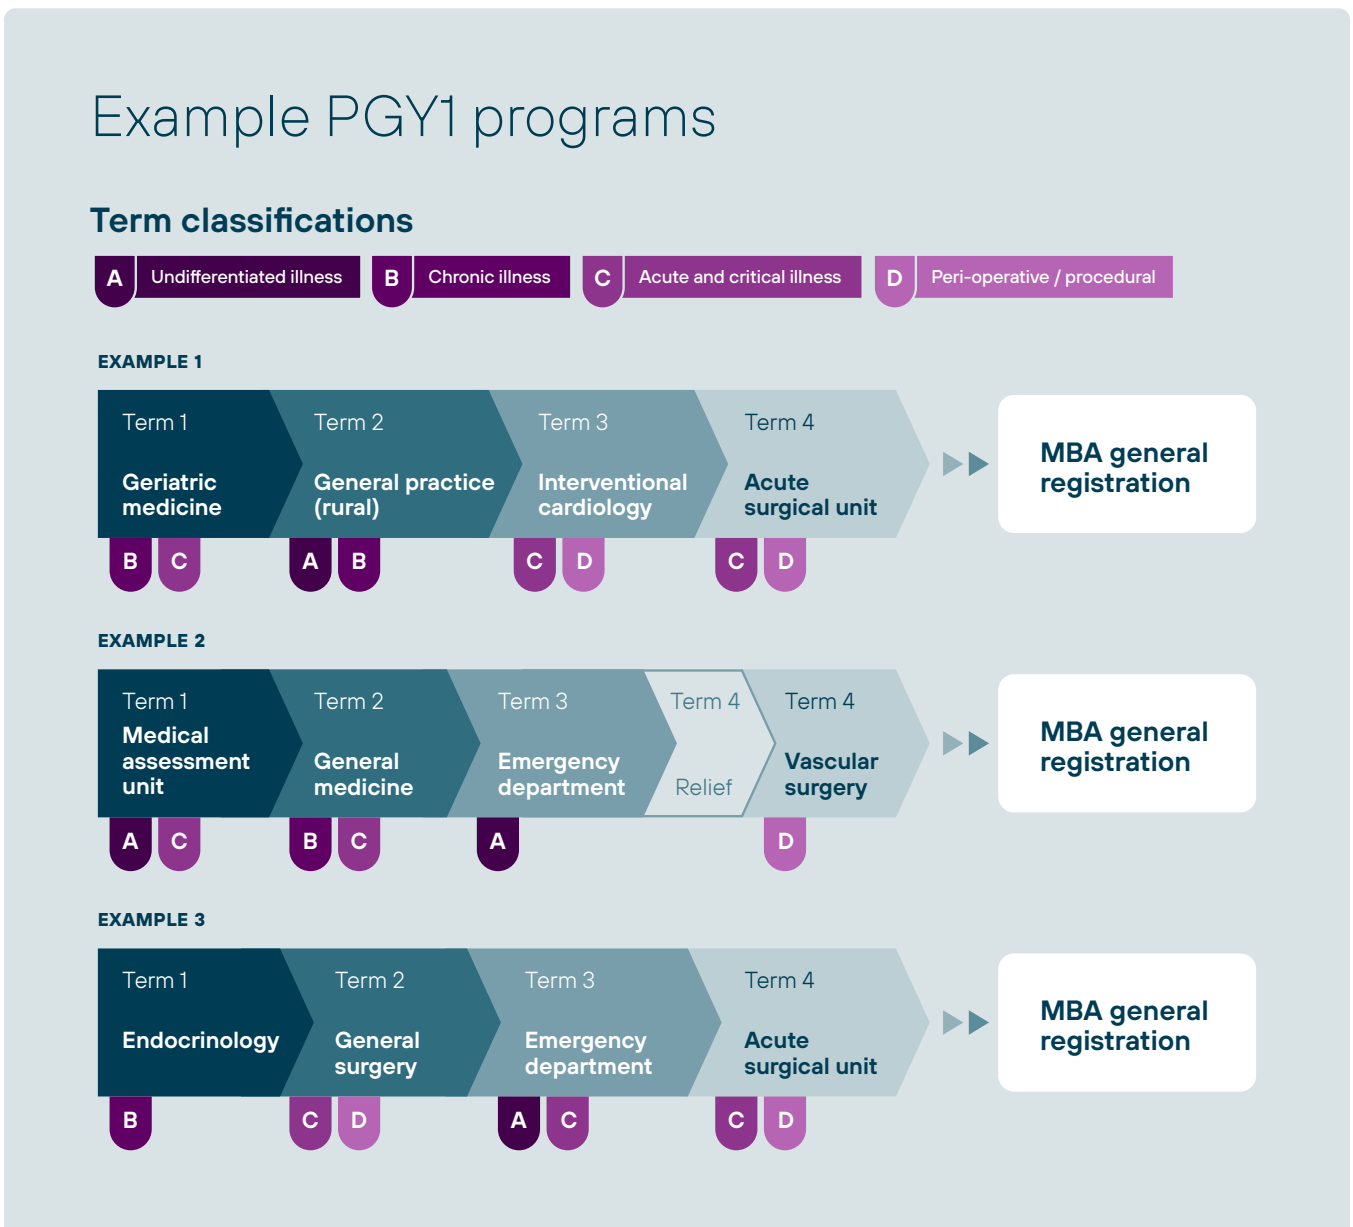 Example PGY1 programs
Term classifications
A Undifferentiated illness B Chronic illness C Acute and critical illness D Peri-operative / procedural
EXAMPLE 1
Term 1
Geriatric
medicine
B C
Term 2
General practice
(rural)
A B
Term 3
Interventional
cardiology
C D
Term 4
Acute
surgical unit
C D
MBA general
registration
EXAMPLE 2
Term 1
Medical
assessment
unit
A C
Term 2
General
medicine
B C
Term 3
Emergency
department
A
Term 4
Relief
Term 4
Vascular
surgery
D
MBA general
registration
EXAMPLE 3
Term 1
Endocrinology
B
Term 2
General
surgery
C D
Term 3
Emergency
department
A C
Term 4
Acute
surgical unit
C D
MBA general
registration